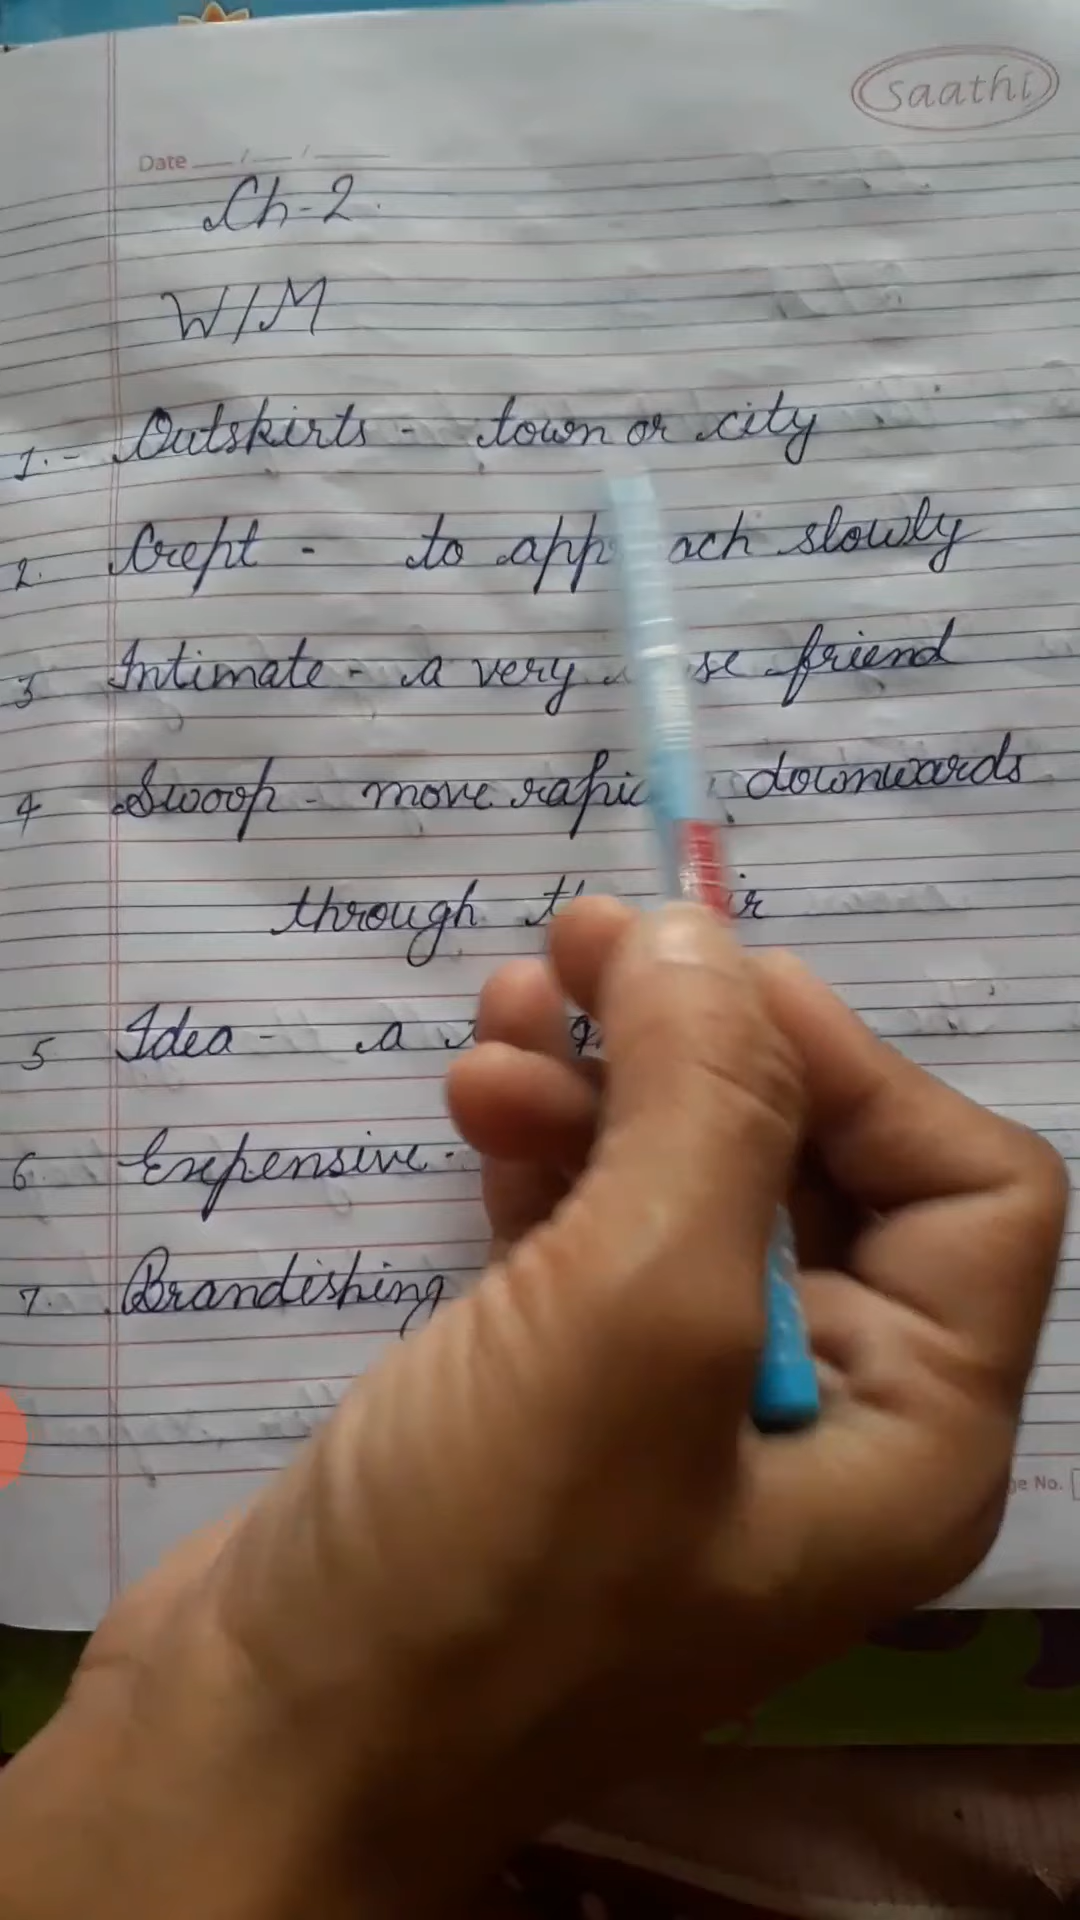 saathi
Date
Ch-2
W/M
1. - Outskirts - town or city
2. Crept - to app ach slowly
3 Intimate - a very se friend
4 Swoop - move downwards
through
5 Idea - a
6. Expensive -
7. Brandishing
No.